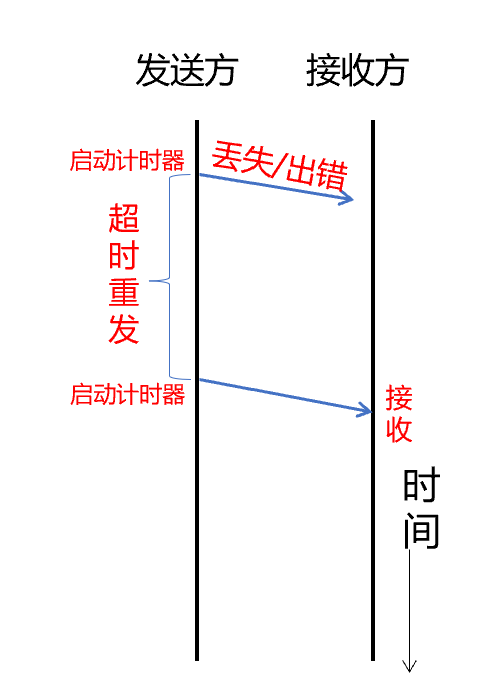 发送方
接收方
启动计时器
丢失/出错
超时重发
启动计时器
接收
时间